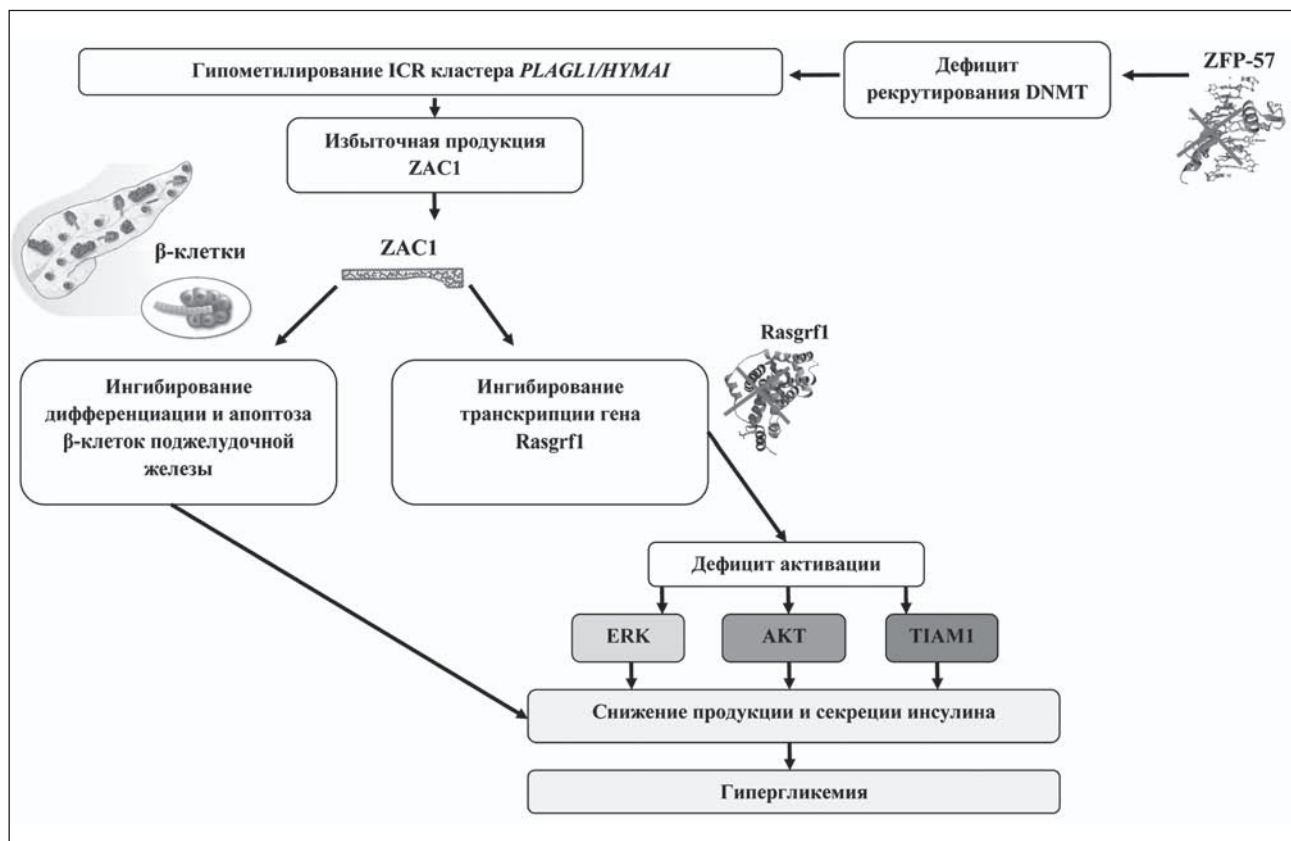 Гипометилирование ICR кластера PLAGL1/HYMAI
Дефицит
рекрутирования DNMT
ZFP-57
Избыточная продукция
ZAC1
β-клетки
ZAC1
Rasgrf1
Ингибирование
дифференциации и апоптоза
β-клеток поджелудочной
железы
Ингибирование
транскрипции гена
Rasgrf1
Дефицит активации
ERK
AKT
TIAM1
Снижение продукции и секреции инсулина
Гипергликемия